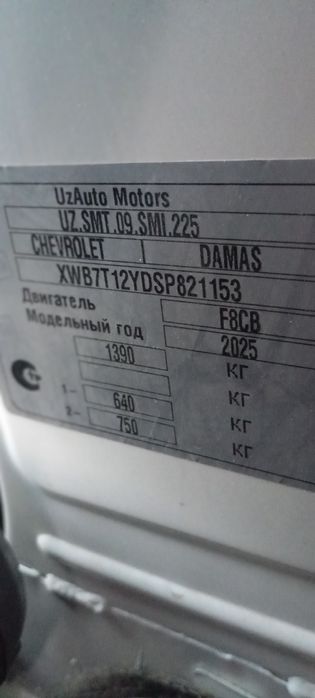 UzAuto Motors
UZ.SMT.09.SMI.225
CHEVROLET DAMAS
XWB7T12YDSP821153
Двигатель F8CB
Модельный год 2025
1390 КГ
КГ
1- 640 КГ
2- 750 КГ